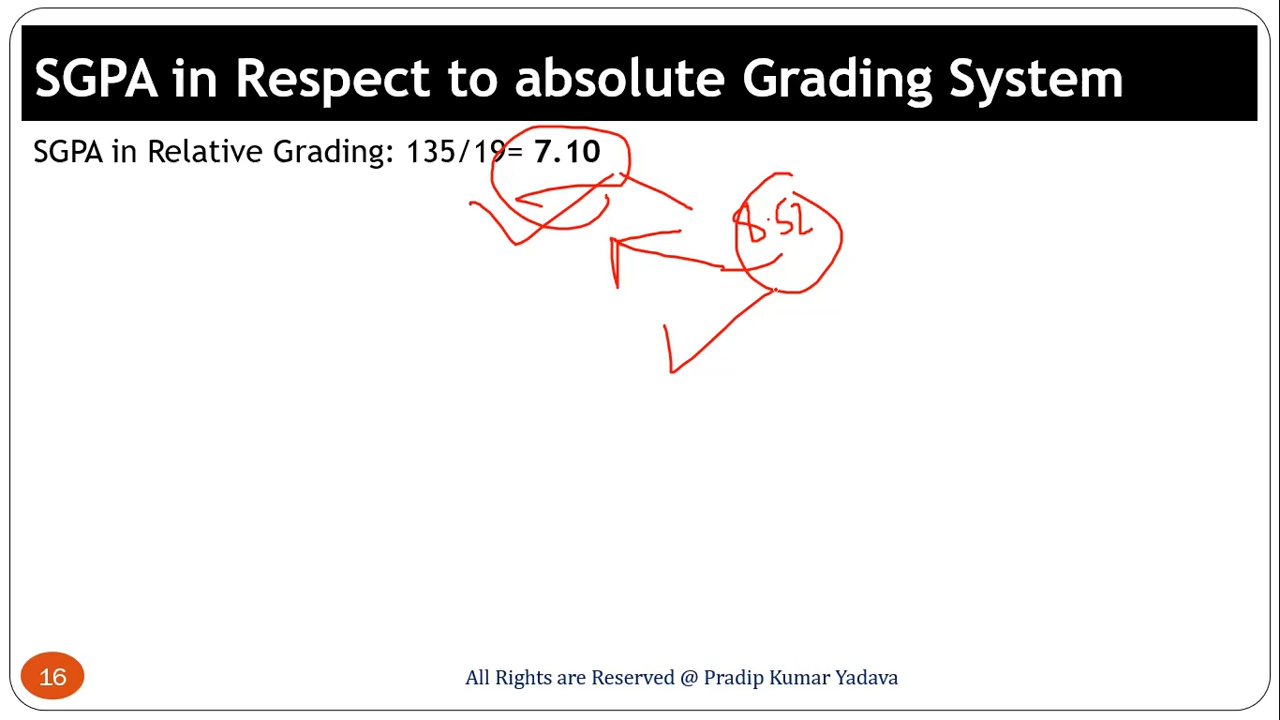 SGPA in Respect to absolute Grading System
SGPA in Relative Grading: 135/19= 7.10
8.52
16
All Rights are Reserved @ Pradip Kumar Yadava